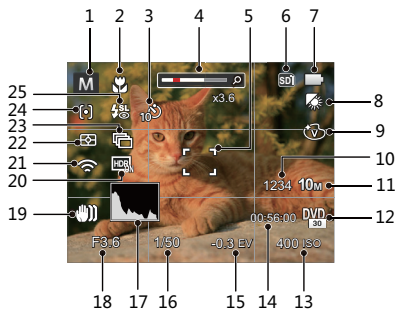 1 2 3 4 5 6 7
M SL SD
25 10 x3.6
24 8
23 V 9
22
21 10
20 HDR 1234 10M 11
19 00:56:00 DVD 30 12
F3.6 1/50 -0.3 EV 400 ISO
18 17 16 15 14 13